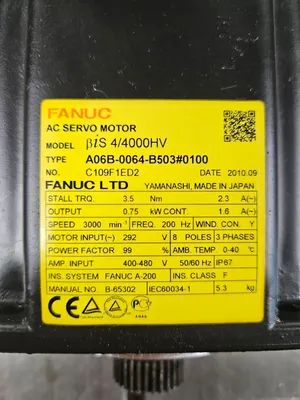 FANUC
AC SERVO MOTOR
MODEL βiS 4/4000HV
TYPE A06B-0064-B503#0100
NO. C109F1ED2 DATE 2010.09
FANUC LTD YAMANASHI, MADE IN JAPAN
STALL TRQ. 3.5 Nm 2.3 A(~)
OUTPUT 0.75 kW CONT. 1.6 A(~)
SPEED 3000 min⁻¹ FREQ. 200 Hz WIND. CON. Y
MOTOR INPUT(~) 292 V 8 POLES 3 PHASES
POWER FACTOR 99 % AMB. TEMP. 0-40 °C
AMP. INPUT 400-480 V 50/60 Hz IP67
INS. SYSTEM FANUC A-200 INS. CLASS F
MANUAL NO. B-65302 IEC60034-1 5.3 kg
CE